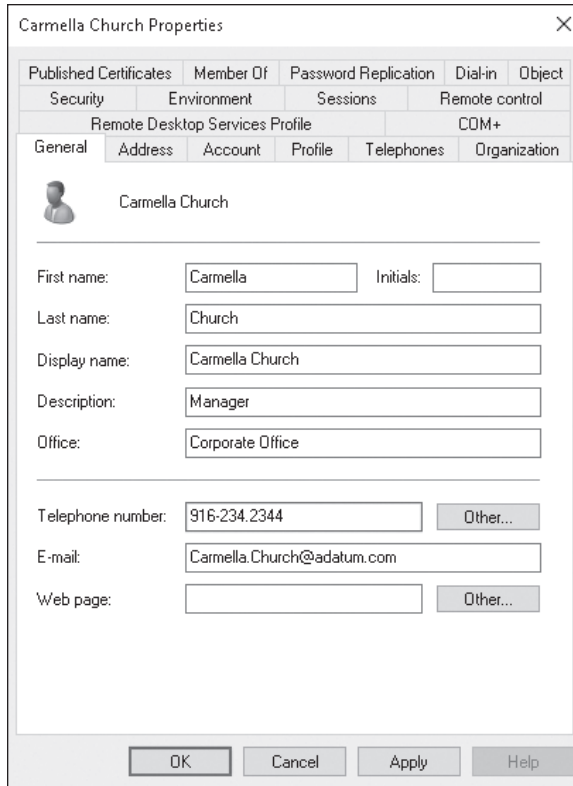 Carmella Church Properties
Published Certificates Member Of Password Replication Dial-in Object
Security Environment Sessions Remote control
Remote Desktop Services Profile COM+
General Address Account Profile Telephones Organization
Carmella Church
First name: Carmella Initials:
Last name: Church
Display name: Carmella Church
Description: Manager
Office: Corporate Office
Telephone number: 916-234.2344 Other...
E-mail: Carmella.Church@adatum.com
Web page: Other...
OK Cancel Apply Help